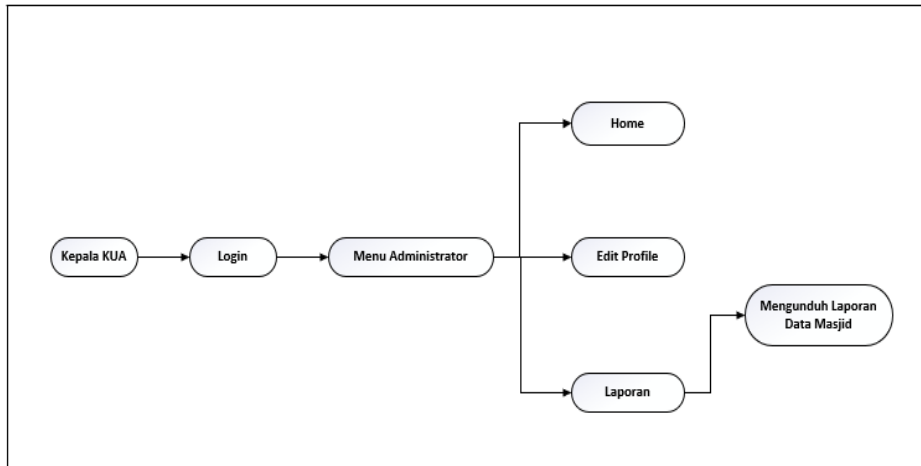 Home
Kepala KUA
Login
Menu Administrator
Edit Profile
Mengunduh Laporan
Data Masjid
Laporan